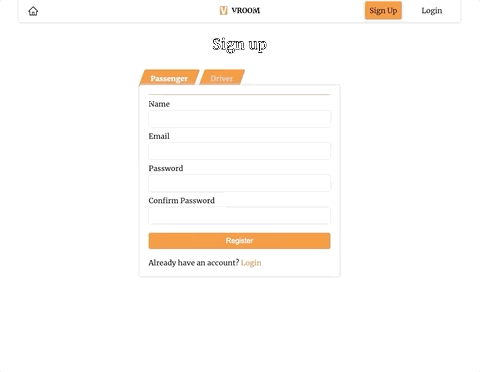 VROOM Sign Up Login
Sign up
Passenger Driver
Name
Email
Password
Confirm Password
Register
Already have an account? Login